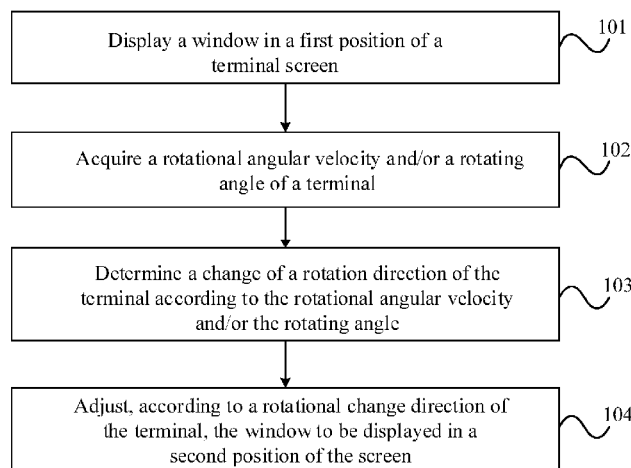 101
Display a window in a first position of a
terminal screen
Acquire a rotational angular velocity and/or a rotating
angle of a terminal
102
Determine a change of a rotation direction of the
terminal according to the rotational angular velocity
and/or the rotating angle
103
Adjust, according to a rotational change direction of
the terminal, the window to be displayed in a
second position of the screen
104